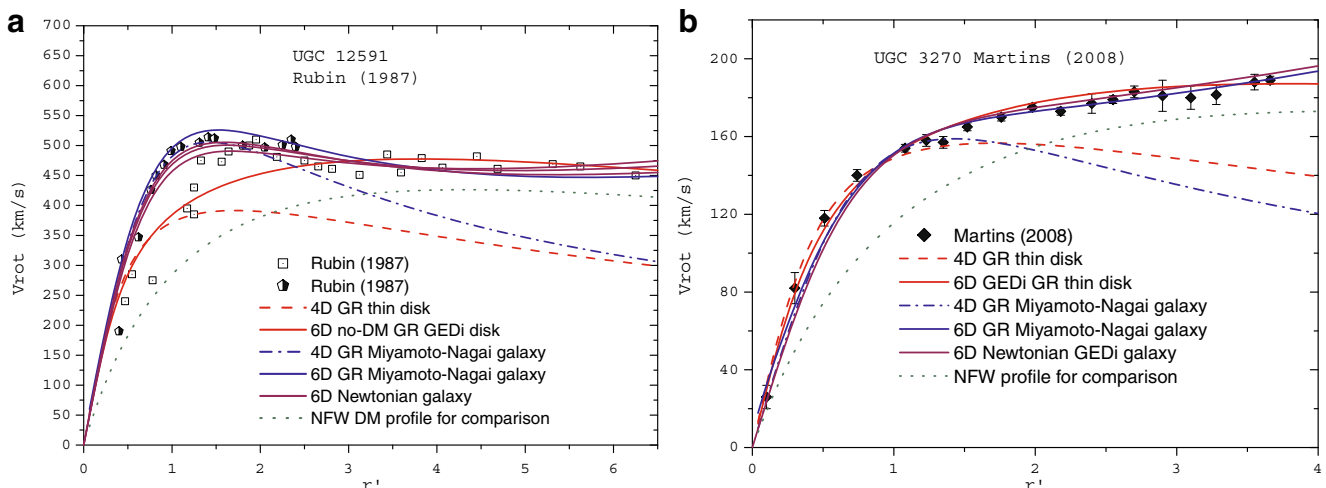 a
UGC 12591
Rubin (1987)
Vrot (km/s)
700
650
600
550
500
450
400
350
300
250
200
150
100
50
0
Rubin (1987)
Rubin (1987)
4D GR thin disk
6D no-DM GR GEDi disk
4D GR Miyamoto-Nagai galaxy
6D GR Miyamoto-Nagai galaxy
6D Newtonian galaxy
NFW DM profile for comparison
0 1 2 3 4 5 6
r'
b
UGC 3270 Martins (2008)
Vrot (km/s)
200
160
120
80
40
0
Martins (2008)
4D GR thin disk
6D GEDi GR thin disk
4D GR Miyamoto-Nagai galaxy
6D GR Miyamoto-Nagai galaxy
6D Newtonian GEDi galaxy
NFW profile for comparison
0 1 2 3 4
r'